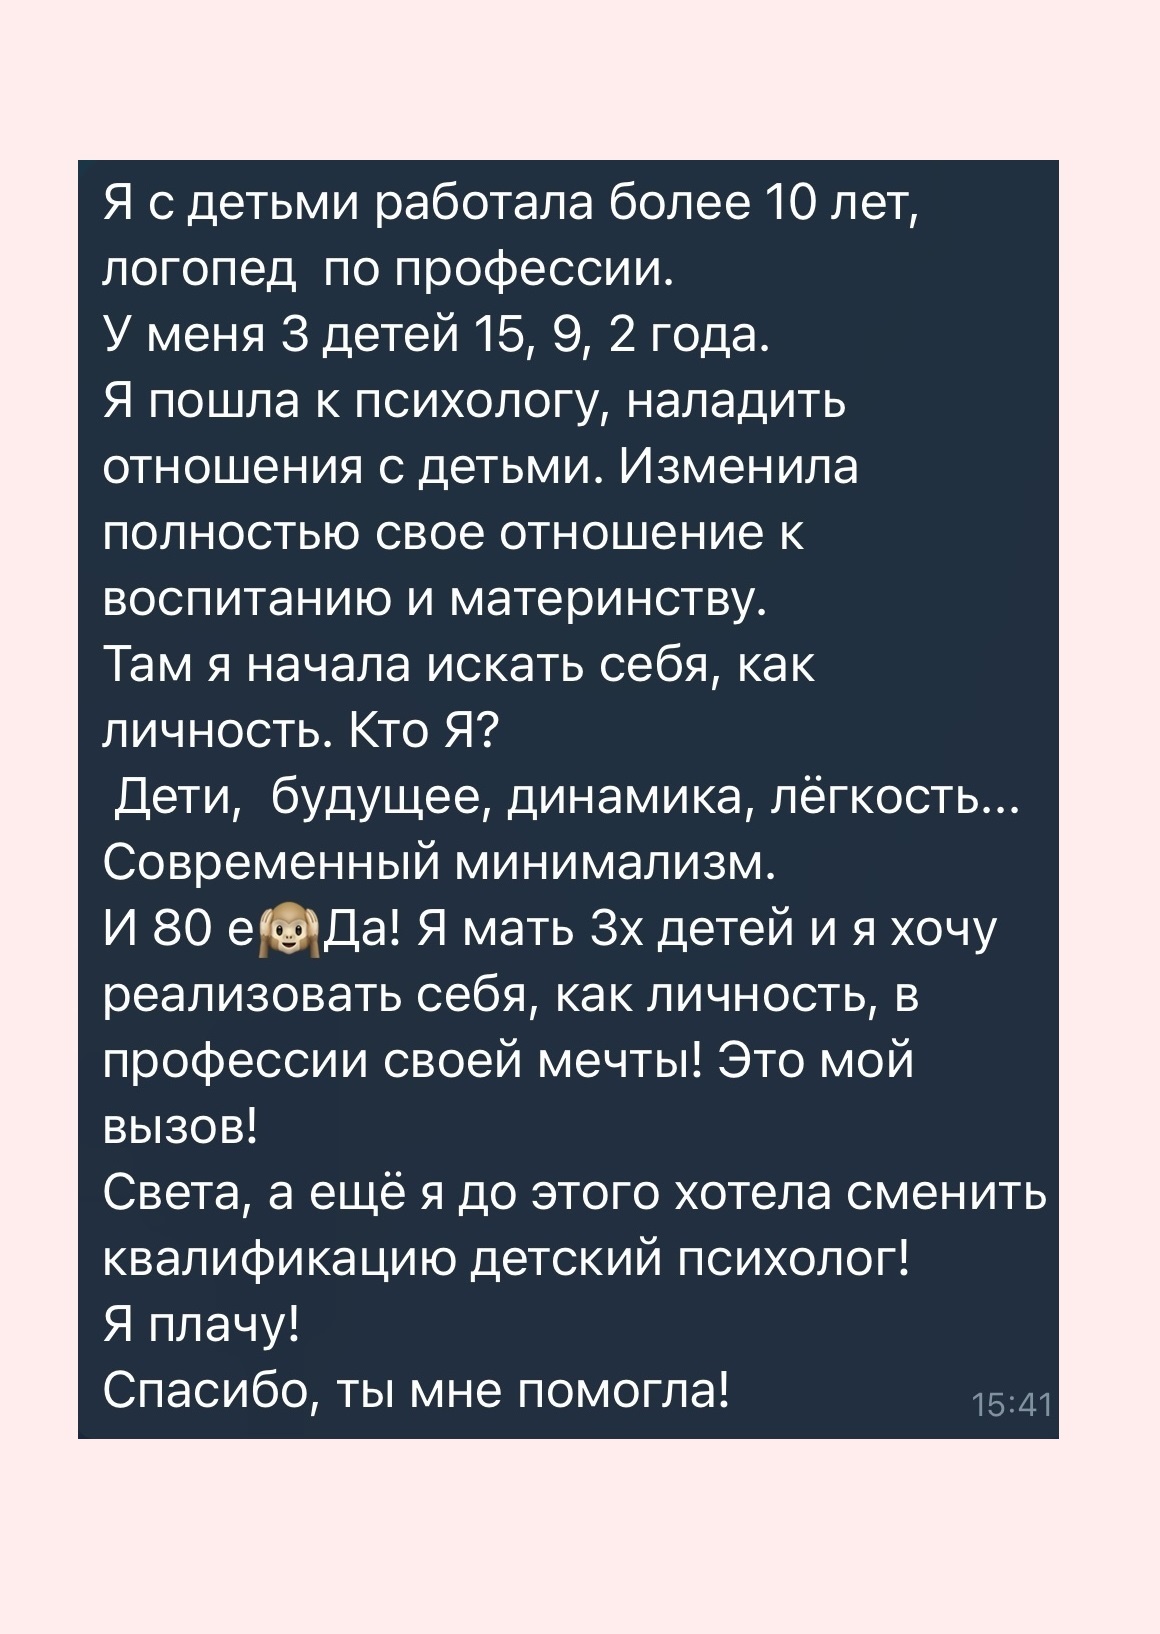 Я с детьми работала более 10 лет,
логопед  по профессии.
У меня 3 детей 15, 9, 2 года.
Я пошла к психологу, наладить
отношения с детьми. Изменила
полностью свое отношение к
воспитанию и материнству.
Там я начала искать себя, как
личность. Кто Я?
Дети,  будущее, динамика, лёгкость...
Современный минимализм.
И 80 е🙉Да! Я мать 3х детей и я хочу
реализовать себя, как личность, в
профессии своей мечты! Это мой
вызов!
Света, а ещё я до этого хотела сменить
квалификацию детский психолог!
Я плачу!
Спасибо, ты мне помогла!
15:41